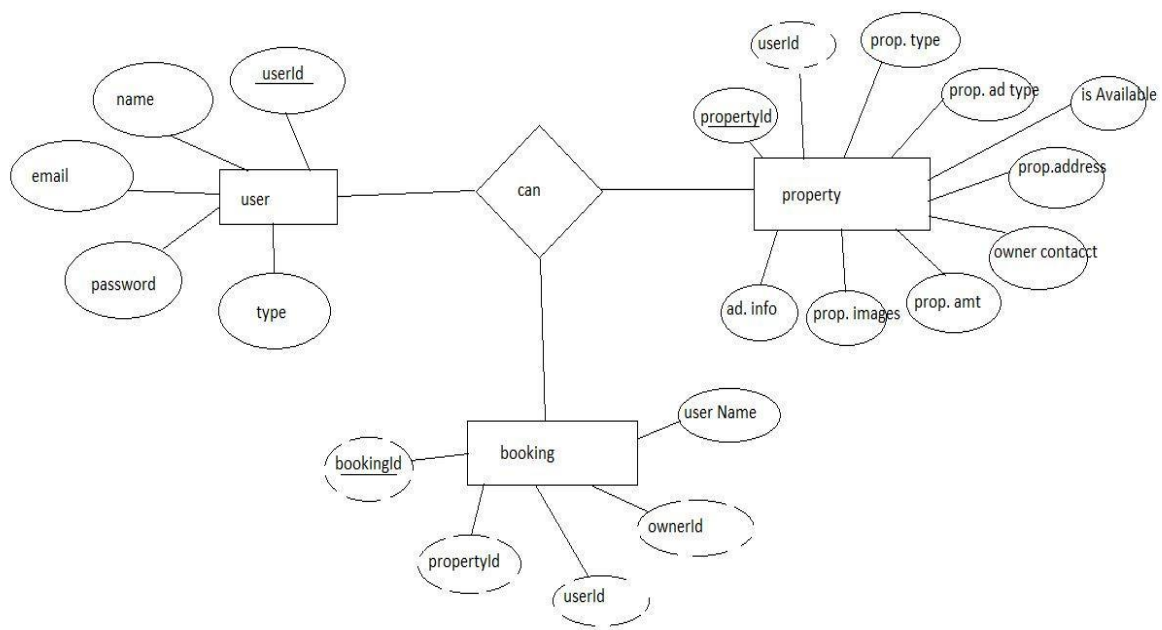 userId
name
email
user
password
type
can
userId
prop. type
prop. ad type
is Available
propertyId
prop.address
property
owner contacct
ad. info
prop. images
prop. amt
user Name
booking
bookingId
ownerId
propertyId
userId